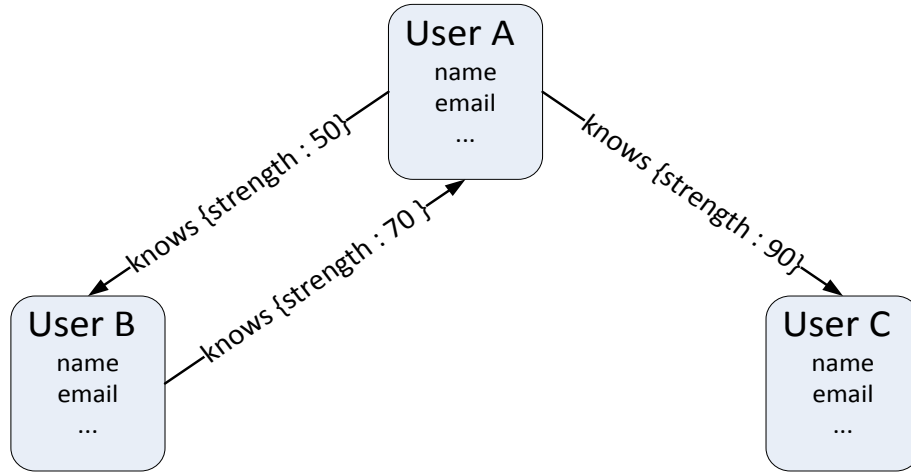 User A
name
email
...
knows {strength : 50}
knows {strength : 70 }
knows {strength : 90}
User B
name
email
...
User C
name
email
...